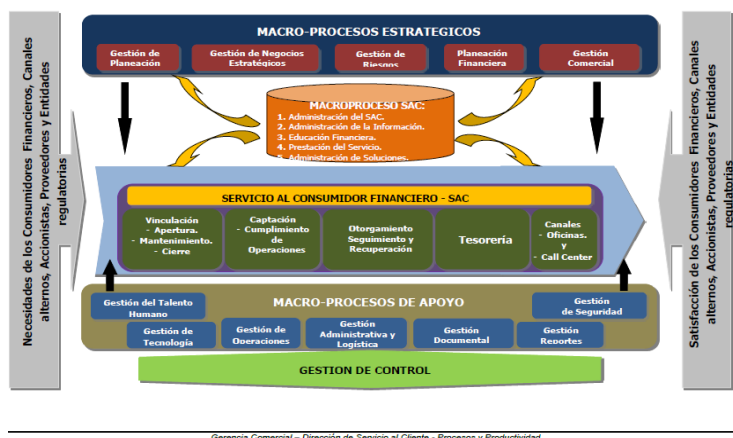 MACRO-PROCESOS ESTRATEGICOS
Gestión de
Planeación
Gestión de Negocios
Estratégicos
Gestión de
Riesgos
Planeación
Financiera
Gestión
Comercial
Necesidades de los Consumidores Financieros, Canales
alternos, Accionistas, Proveedores y Entidades
regulatorias
MACROPROCESO SAC:
1. Administración del SAC.
2. Administración de la Información.
3. Educación Financiera.
4. Prestación del Servicio.
5. Administración de Soluciones.
SERVICIO AL CONSUMIDOR FINANCIERO - SAC
Vinculación
- Apertura.
- Mantenimiento.
- Cierre
Captación
- Cumplimiento
de
Operaciones
Otorgamiento
Seguimiento y
Recuperación
Tesorería
Canales
- Oficinas.
y
- Call Center
MACRO-PROCESOS DE APOYO
Gestión del Talento
Humano
Gestión de
Tecnología
Gestión de
Operaciones
Gestión
Administrativa y
Logística
Gestión
Documental
Gestión
Reportes
Gestión
de Seguridad
GESTION DE CONTROL
Satisfacción de los Consumidores Financieros, Canales
alternos, Accionistas, Proveedores y Entidades
regulatorias
Gerencia Comercial – Dirección de Servicio al Cliente - Procesos y Productividad